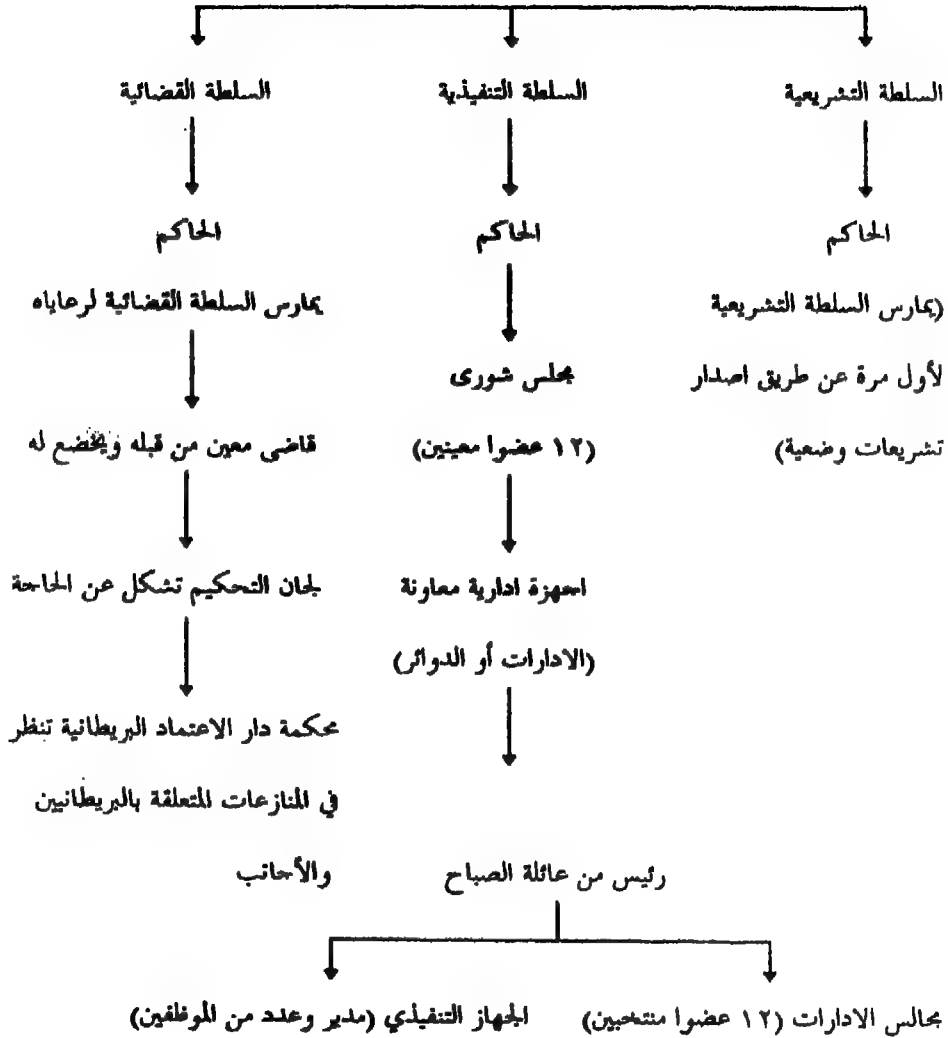 السلطة التشريعية
الحاكم
(يمارس السلطة التشريعية
لأول مرة عن طريق اصدار
تشريعات وضعية)
السلطة التنفيذية
الحاكم
مجلس شورى
(١٢ عضوا معينين)
اجهزة ادارية معاونة
(الادارات أو الدوائر)
رئيس من عائلة الصباح
مجالس الادارات (١٢ عضوا منتخبين)
الجهاز التنفيذي (مدير وعدد من الموظفين)
السلطة القضائية
الحاكم
يمارس السلطة القضائية لرعاياه
قاضى معين من قبله ويخضع له
لجان التحكيم تشكل عن الحاجة
محكمة دار الاعتماد البريطانية تنظر
في المنازعات المتعلقة بالبريطانيين
والأجانب